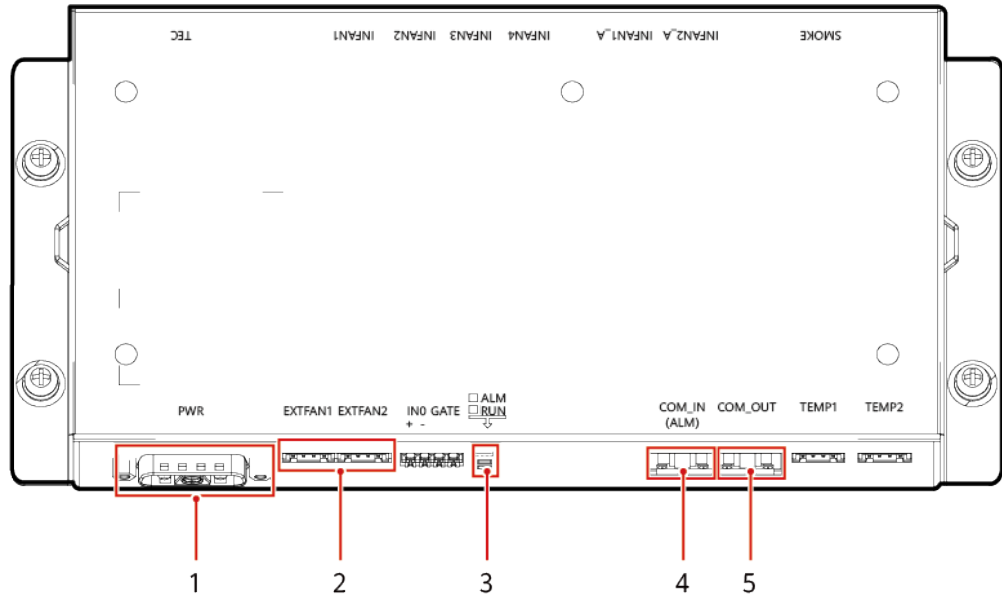 TEC INFAN1 INFAN2 INFAN3 INFAN4 INFAN1_A INFAN2_A SMOKE
PWR EXTFAN1 EXTFAN2 IN0 GATE ALM COM_IN COM_OUT TEMP1 TEMP2
+ - RUN (ALM)
1 2 3 4 5